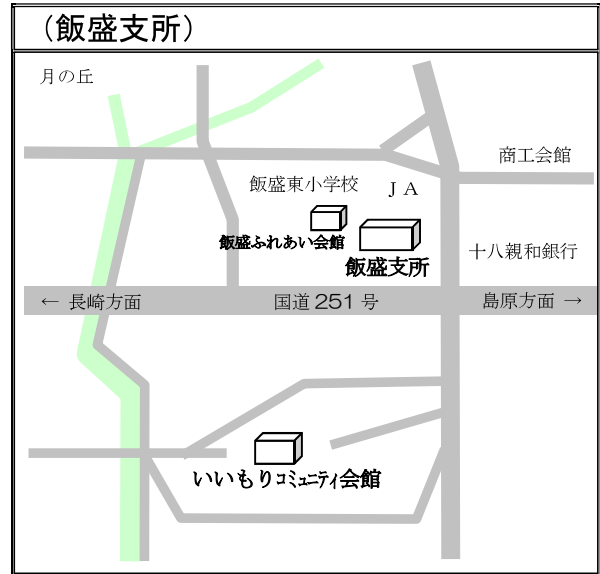 （飯盛支所）
月の丘
商工会館
飯盛東小学校
ＪＡ
飯盛ふれあい会館
十八親和銀行
飯盛支所
← 長崎方面
国道251号
島原方面 →
いいもりコミュニティ会館